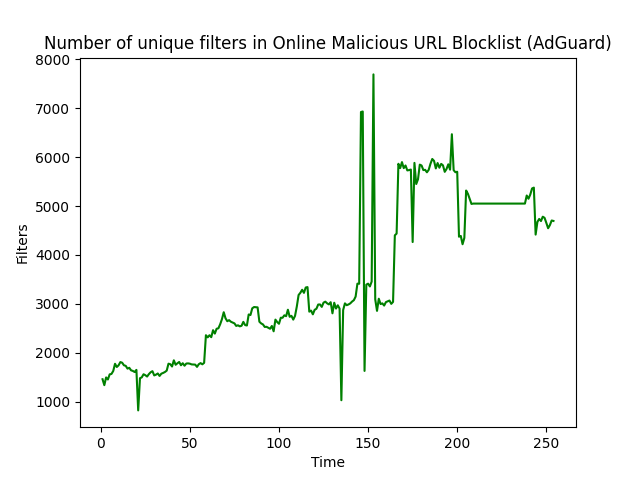 Number of unique filters in Online Malicious URL Blocklist (AdGuard)
8000
7000
6000
5000
4000
3000
2000
1000
Filters
0 50 100 150 200 250
Time